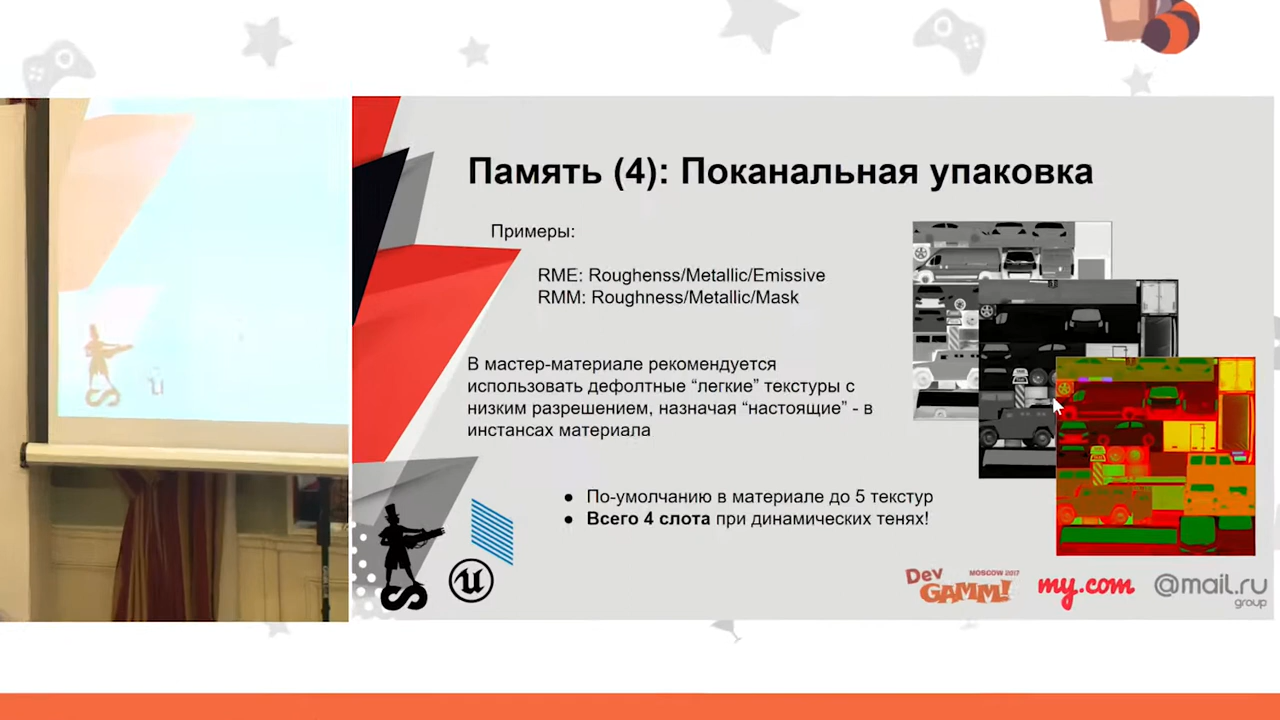 Память (4): Поканальная упаковка
Примеры:
RME: Roughenss/Metallic/Emissive
RMM: Roughness/Metallic/Mask
В мастер-материале рекомендуется
использовать дефолтные “легкие” текстуры с
низким разрешением, назначая “настоящие” - в
инстансах материала
● По-умолчанию в материале до 5 текстур
● Всего 4 слота при динамических тенях!
DevGAMM! MOSCOW 2017
my.com
@mail.ru
group